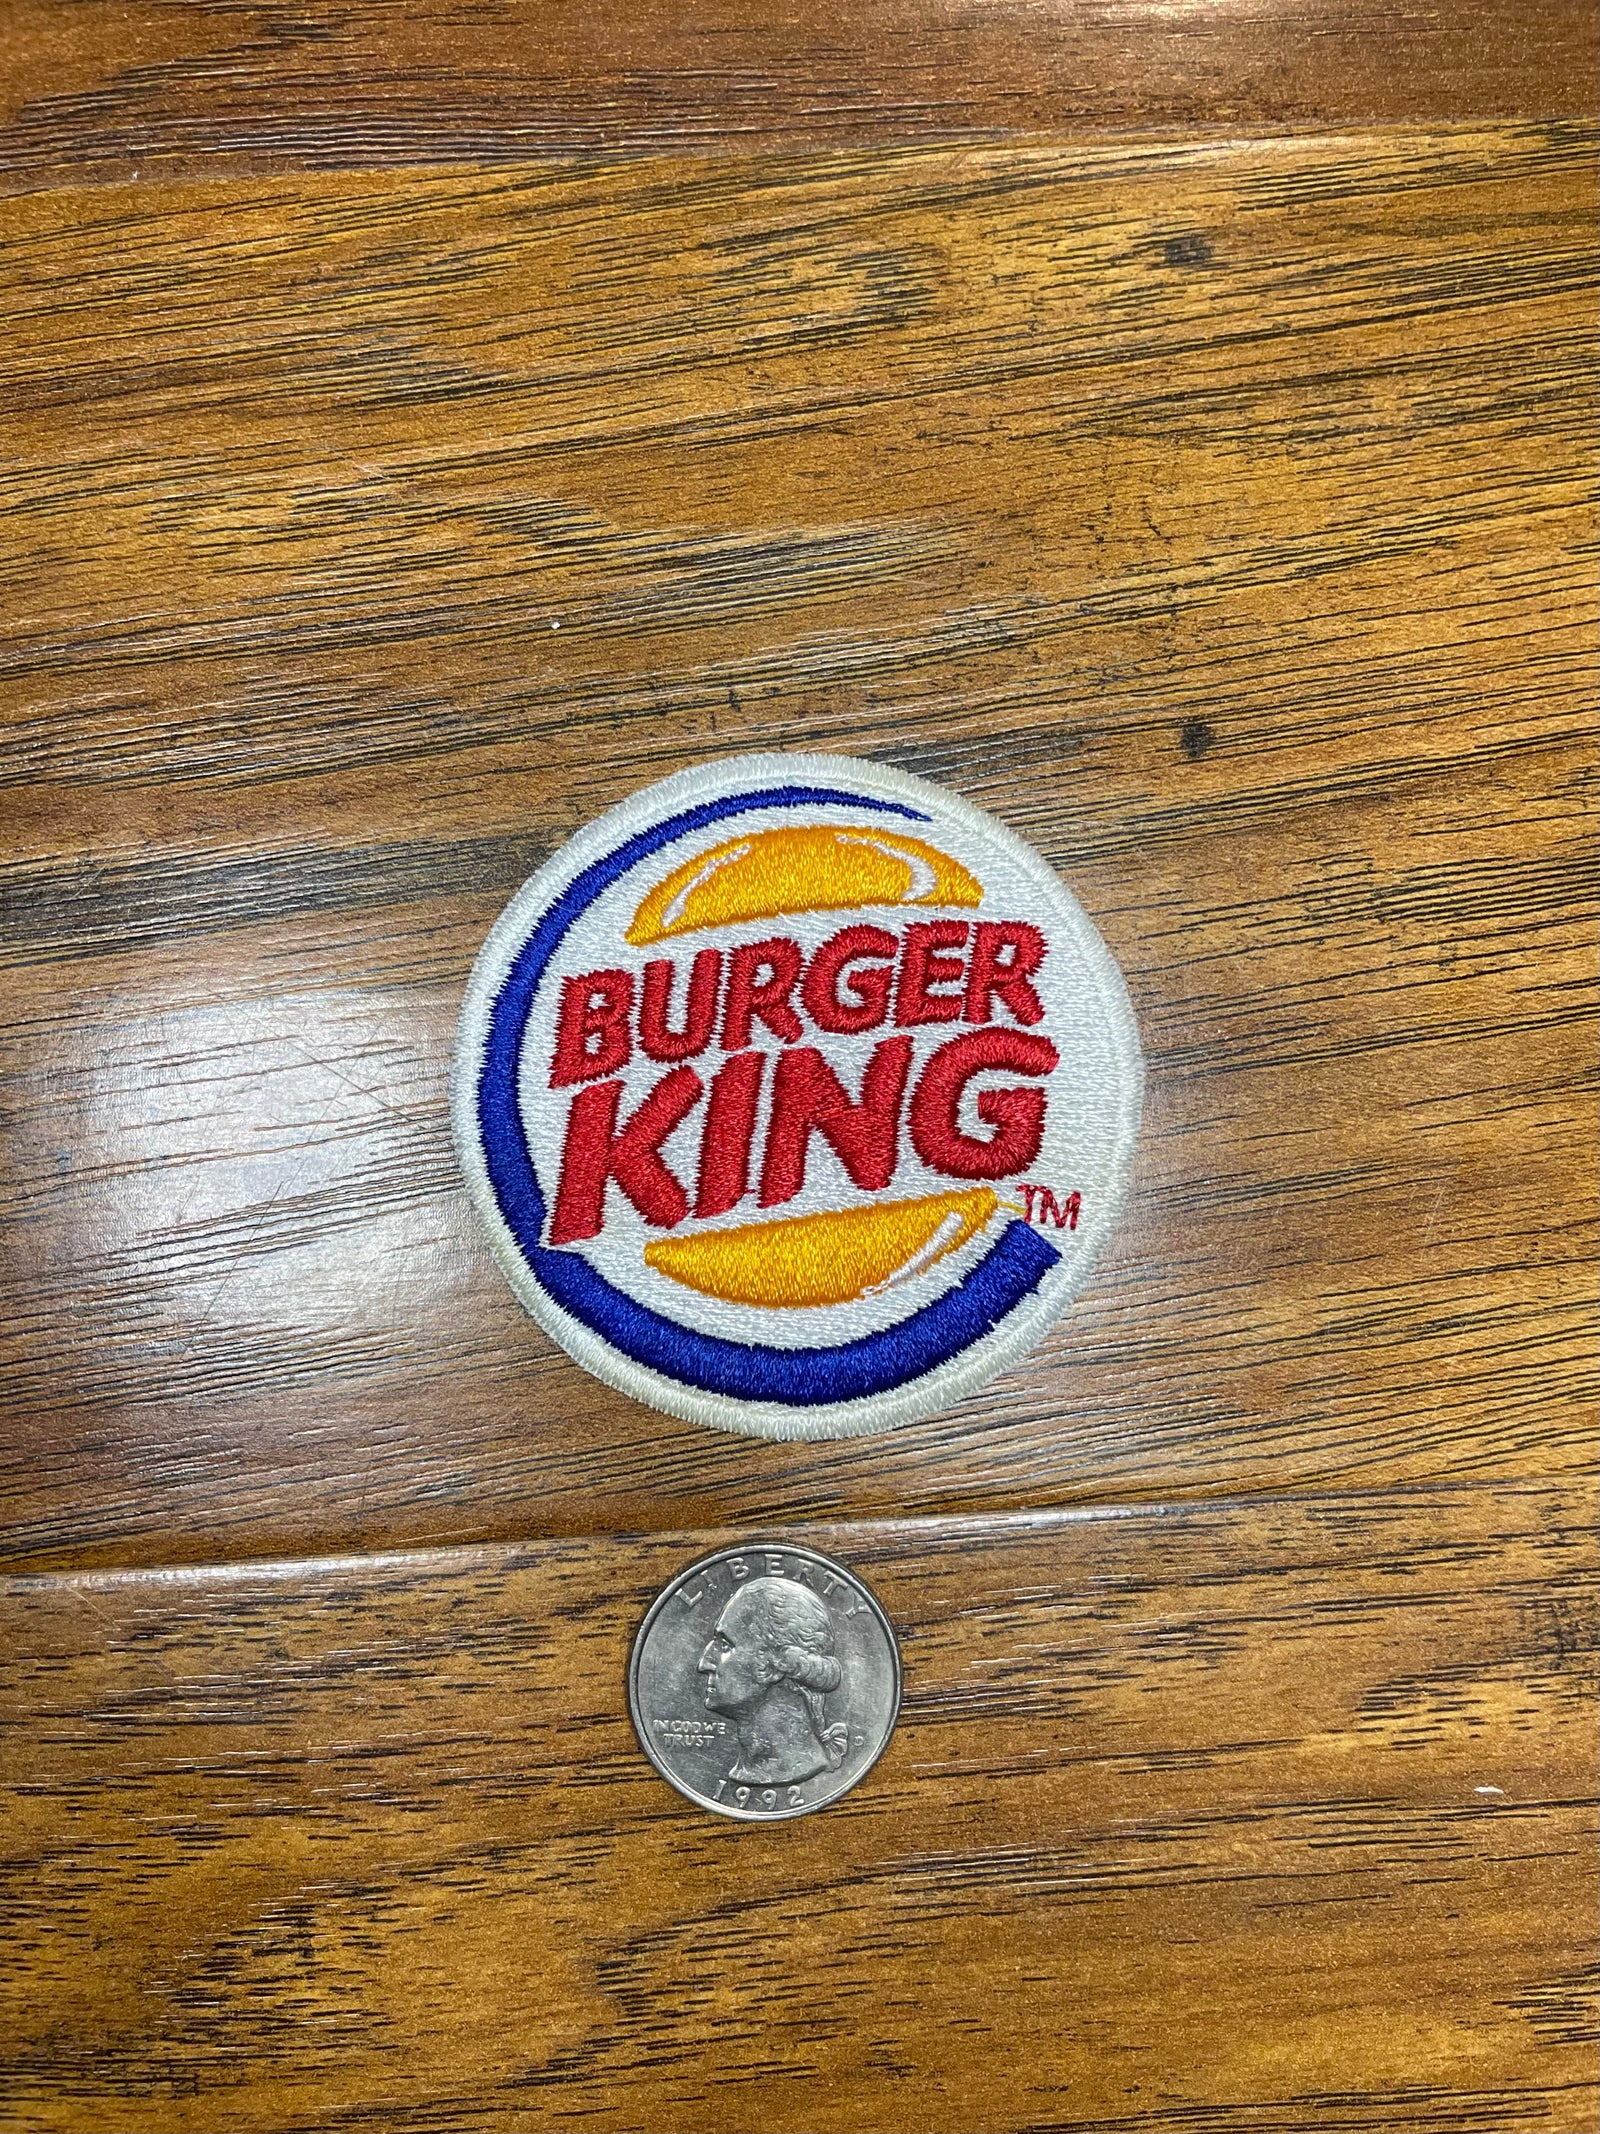 BURGER
KING
TM
LIBERTY
IN GOD WE
TRUST
D
1992